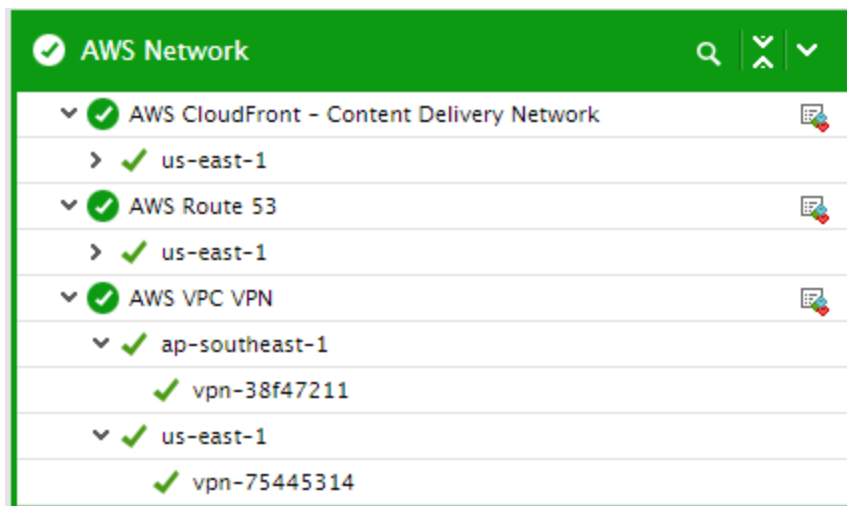 AWS Network
AWS CloudFront - Content Delivery Network
us-east-1
AWS Route 53
us-east-1
AWS VPC VPN
ap-southeast-1
vpn-38f47211
us-east-1
vpn-75445314